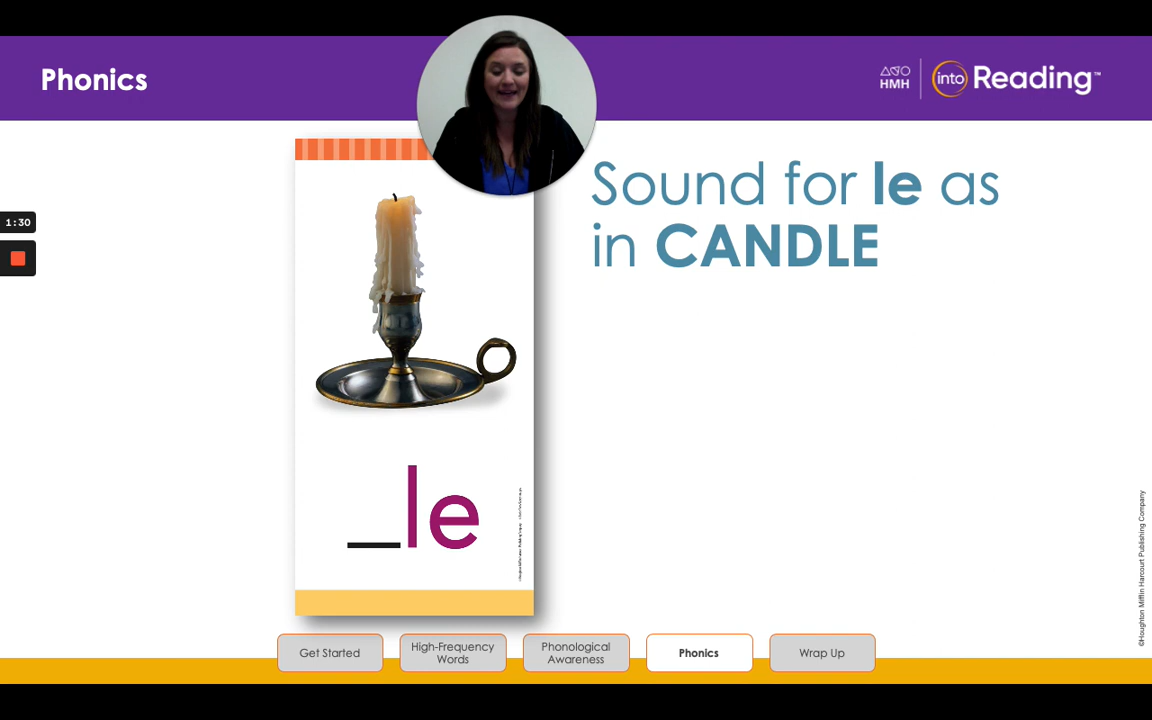 Phonics
HMH
into Reading™
1:30
Sound for le as
in CANDLE
_le
©Houghton Mifflin Harcourt Publishing Company
Get Started
High-Frequency
Words
Phonological
Awareness
Phonics
Wrap Up